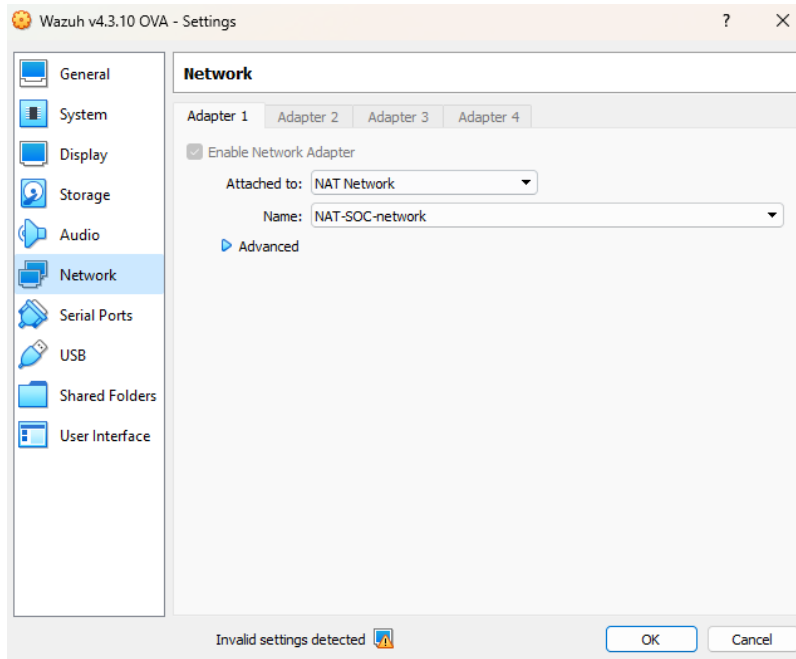 Wazuh v4.3.10 OVA - Settings ? ×
General
System
Display
Storage
Audio
Network
Serial Ports
USB
Shared Folders
User Interface
Network
Adapter 1 Adapter 2 Adapter 3 Adapter 4
Enable Network Adapter
Attached to: NAT Network
Name: NAT-SOC-network
Advanced
Invalid settings detected OK Cancel